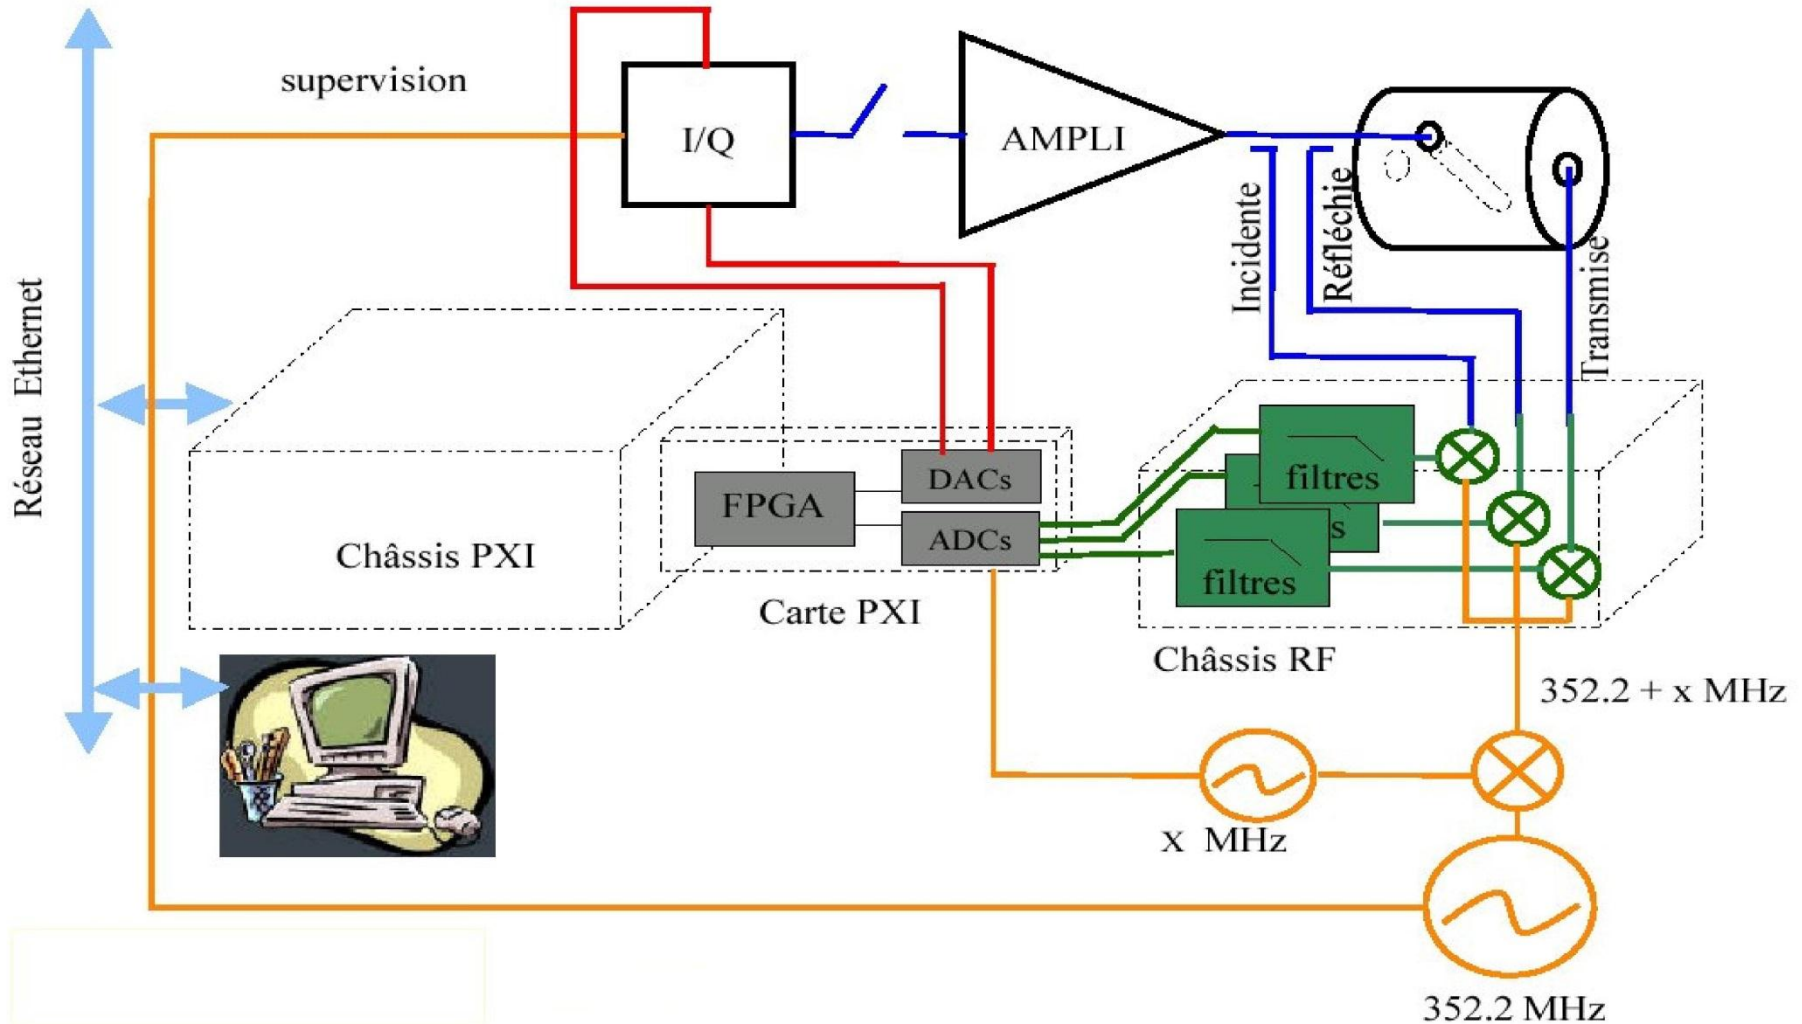 supervision
I/Q
AMPLI
Incidente
Réfléchie
Transmise
Réseau Ethernet
Châssis PXI
FPGA
DACs
ADCs
Carte PXI
filtres
s
filtres
Châssis RF
352.2 + x MHz
x MHz
352.2 MHz